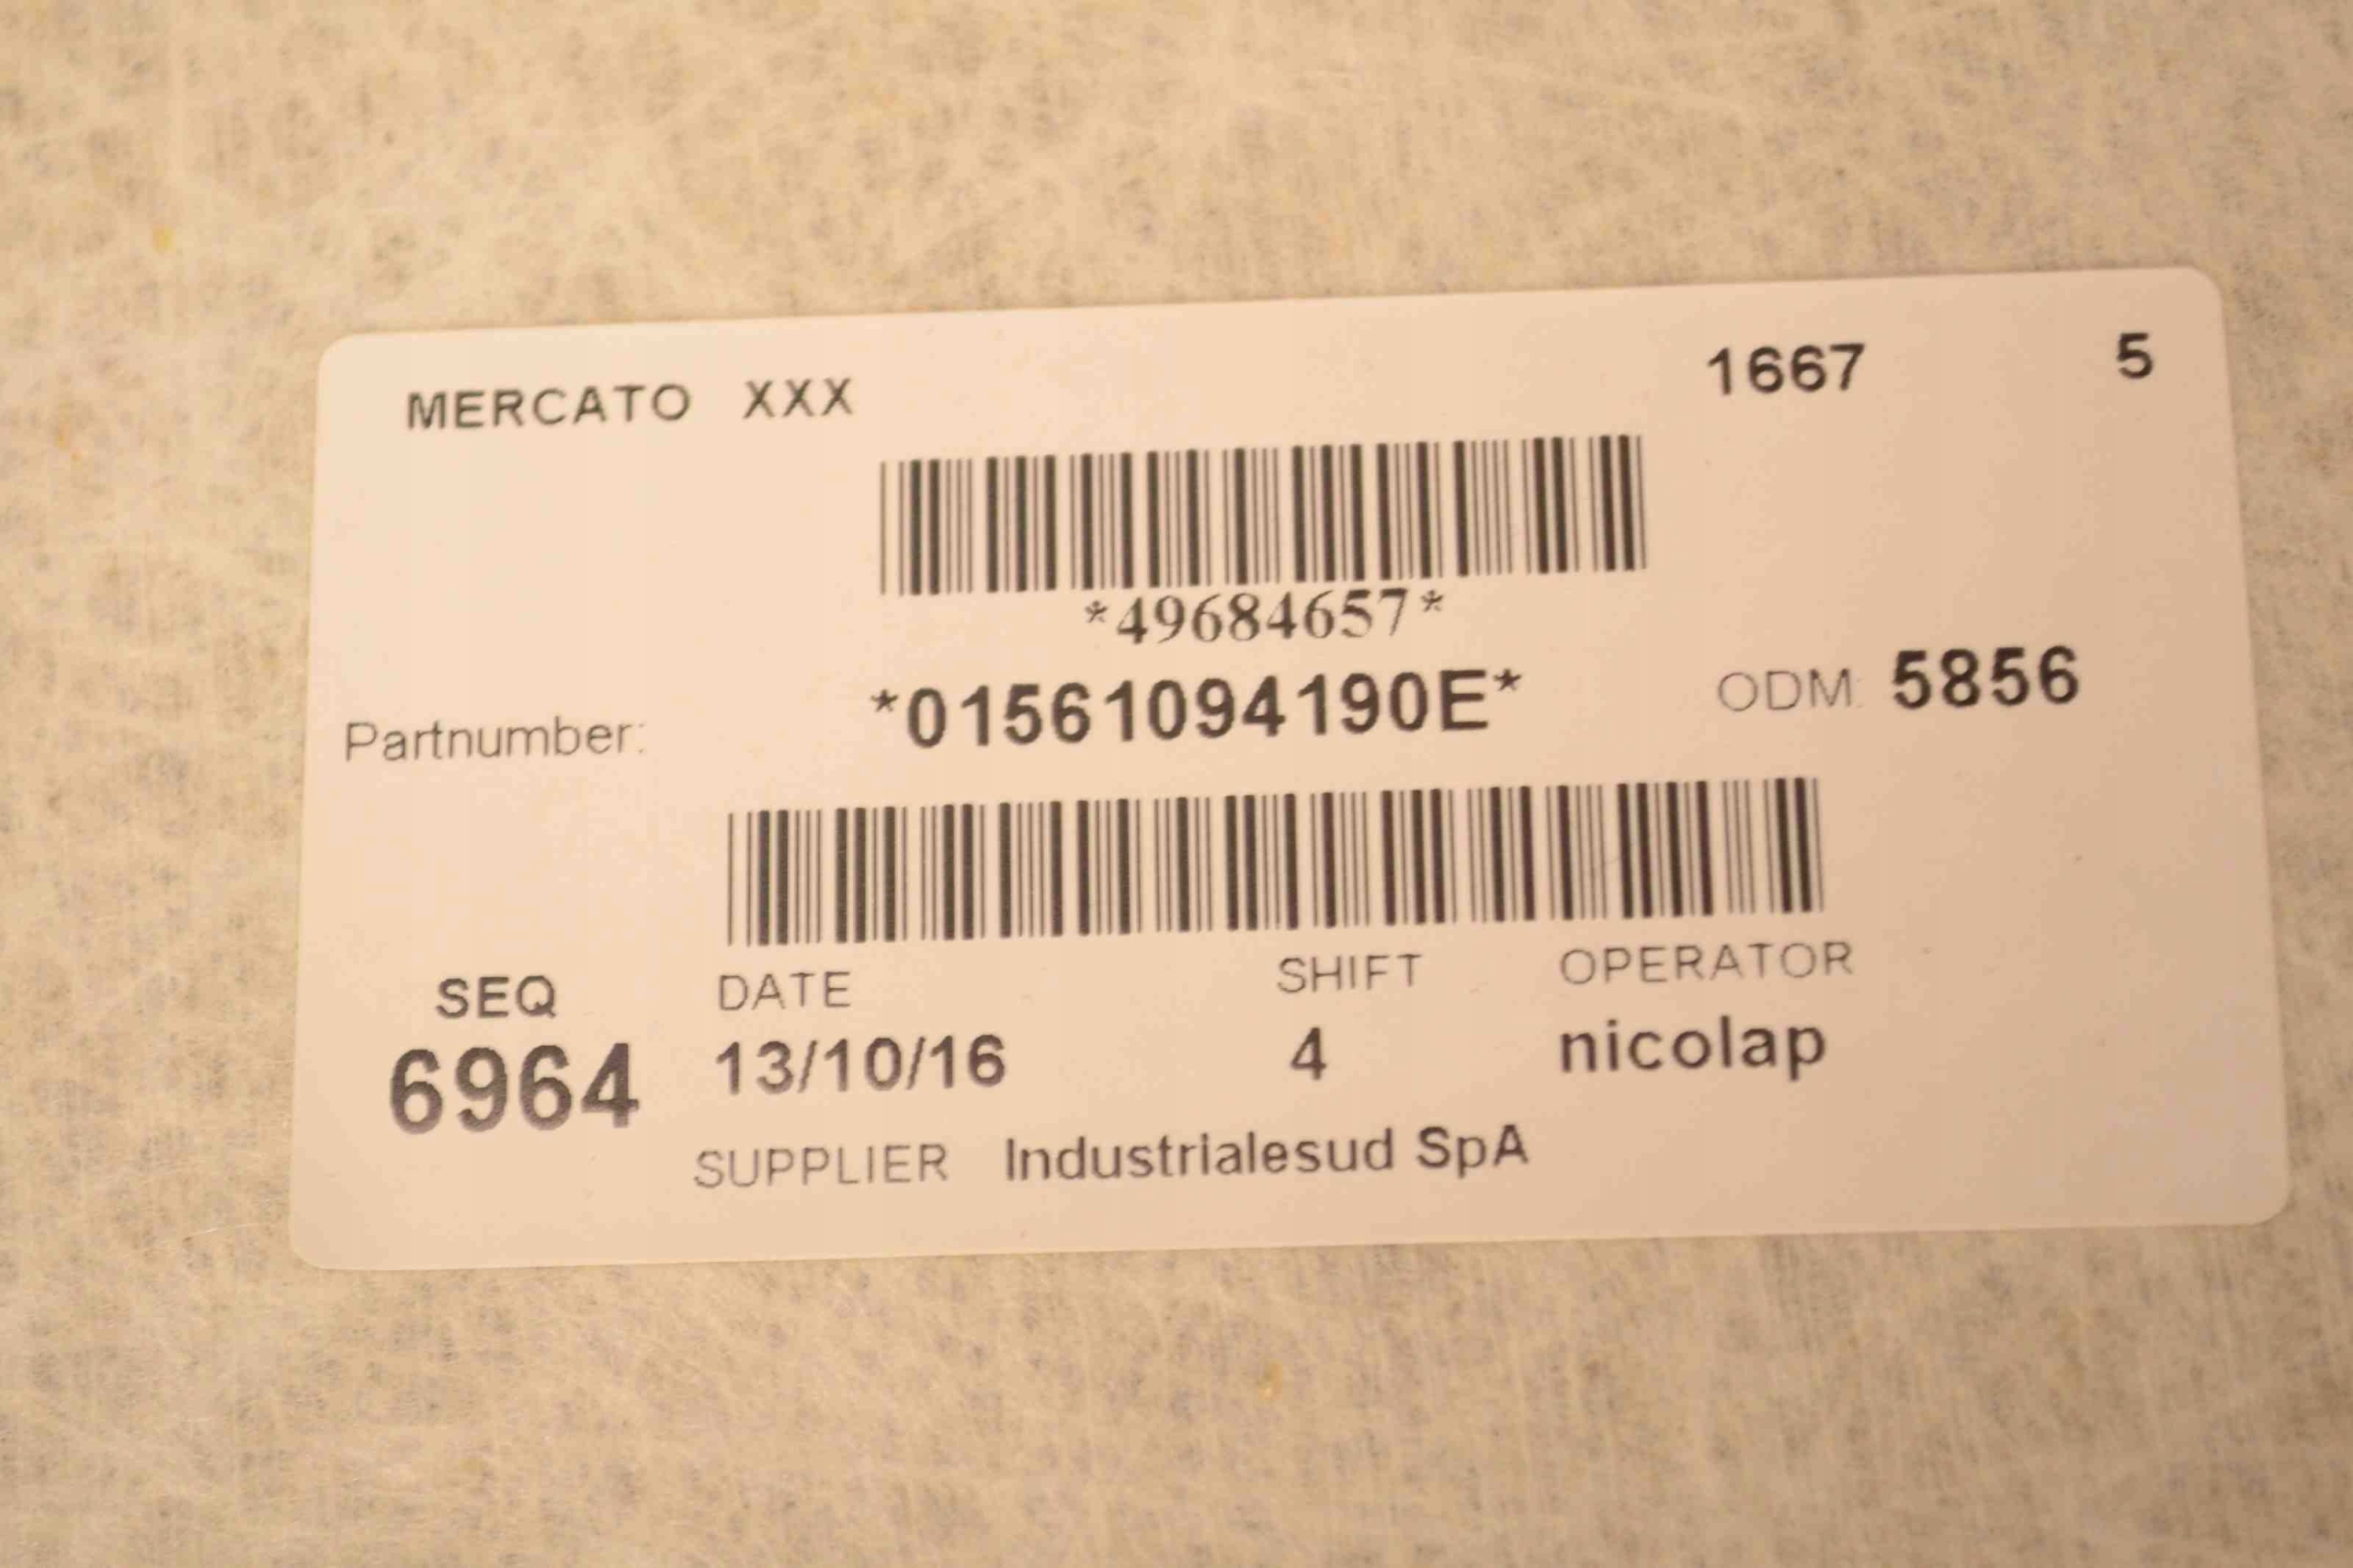 MERCATO XXX 1667 5
*49684657*
Partnumber: *01561094190E* ODM: 5856
SEQ DATE SHIFT OPERATOR
6964 13/10/16 4 nicolap
SUPPLIER Industrialesud SpA